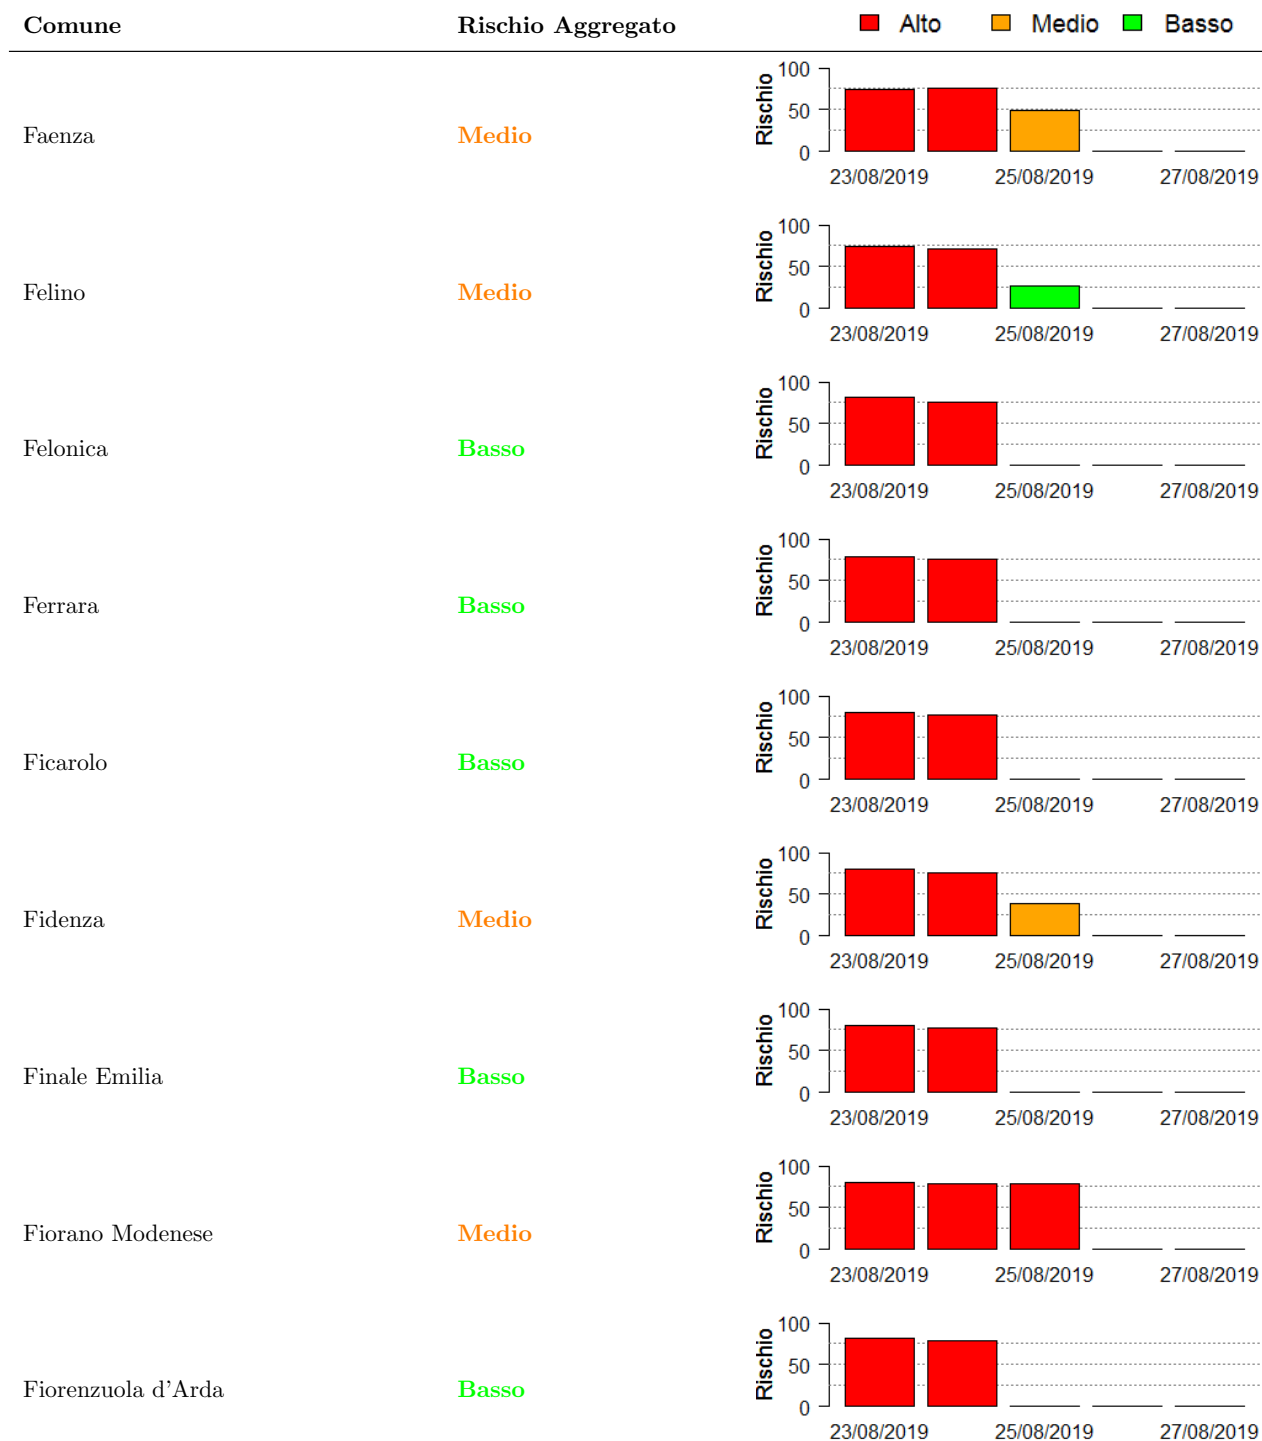 Comune Rischio Aggregato Alto Medio Basso
Faenza Medio Rischio 100 50 0
23/08/2019 25/08/2019 27/08/2019
Felino Medio Rischio 100 50 0
23/08/2019 25/08/2019 27/08/2019
Felonica Basso Rischio 100 50 0
23/08/2019 25/08/2019 27/08/2019
Ferrara Basso Rischio 100 50 0
23/08/2019 25/08/2019 27/08/2019
Ficarolo Basso Rischio 100 50 0
23/08/2019 25/08/2019 27/08/2019
Fidenza Medio Rischio 100 50 0
23/08/2019 25/08/2019 27/08/2019
Finale Emilia Basso Rischio 100 50 0
23/08/2019 25/08/2019 27/08/2019
Fiorano Modenese Medio Rischio 100 50 0
23/08/2019 25/08/2019 27/08/2019
Fiorenzuola d'Arda Basso Rischio 100 50 0
23/08/2019 25/08/2019 27/08/2019